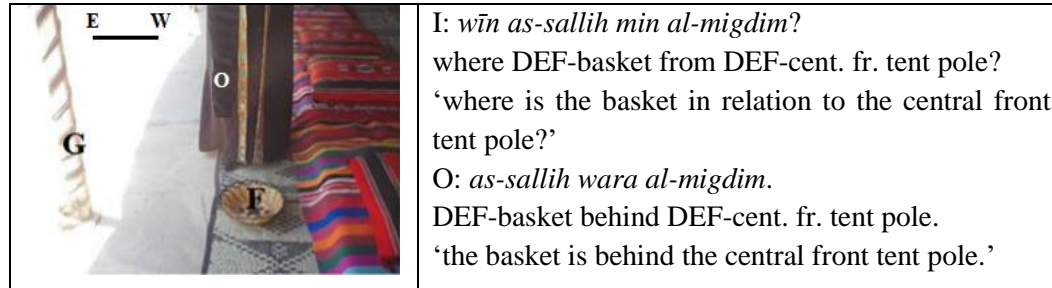 E W
O
G
F
I: wīn as-sallih min al-migdim?
where DEF-basket from DEF-cent. fr. tent pole?
‘where is the basket in relation to the central front
tent pole?’
O: as-sallih wara al-migdim.
DEF-basket behind DEF-cent. fr. tent pole.
‘the basket is behind the central front tent pole.’